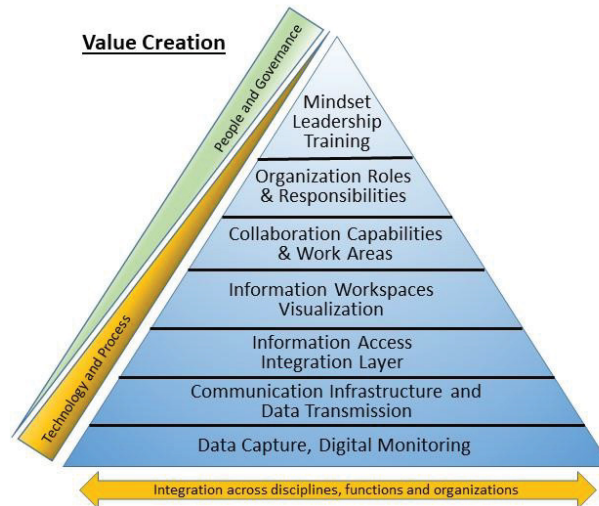 Value Creation
People and Governance
Technology and Process
Mindset
Leadership
Training
Organization Roles
& Responsibilities
Collaboration Capabilities
& Work Areas
Information Workspaces
Visualization
Information Access
Integration Layer
Communication Infrastructure and
Data Transmission
Data Capture, Digital Monitoring
Integration across disciplines, functions and organizations